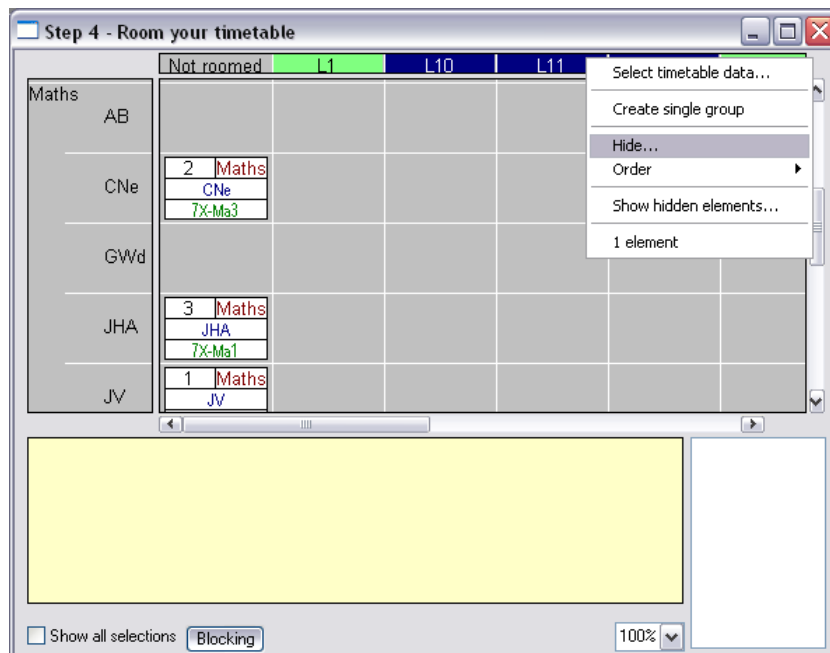 Step 4 - Room your timetable
Not roomed L1 L10 L11
Select timetable data...
Create single group
Hide...
Order
Show hidden elements...
1 element
Maths
AB
CNe
2 Maths
CNe
7X-Ma3
GWd
JHA
3 Maths
JHA
7X-Ma1
JV
1 Maths
JV
Show all selections Blocking 100%